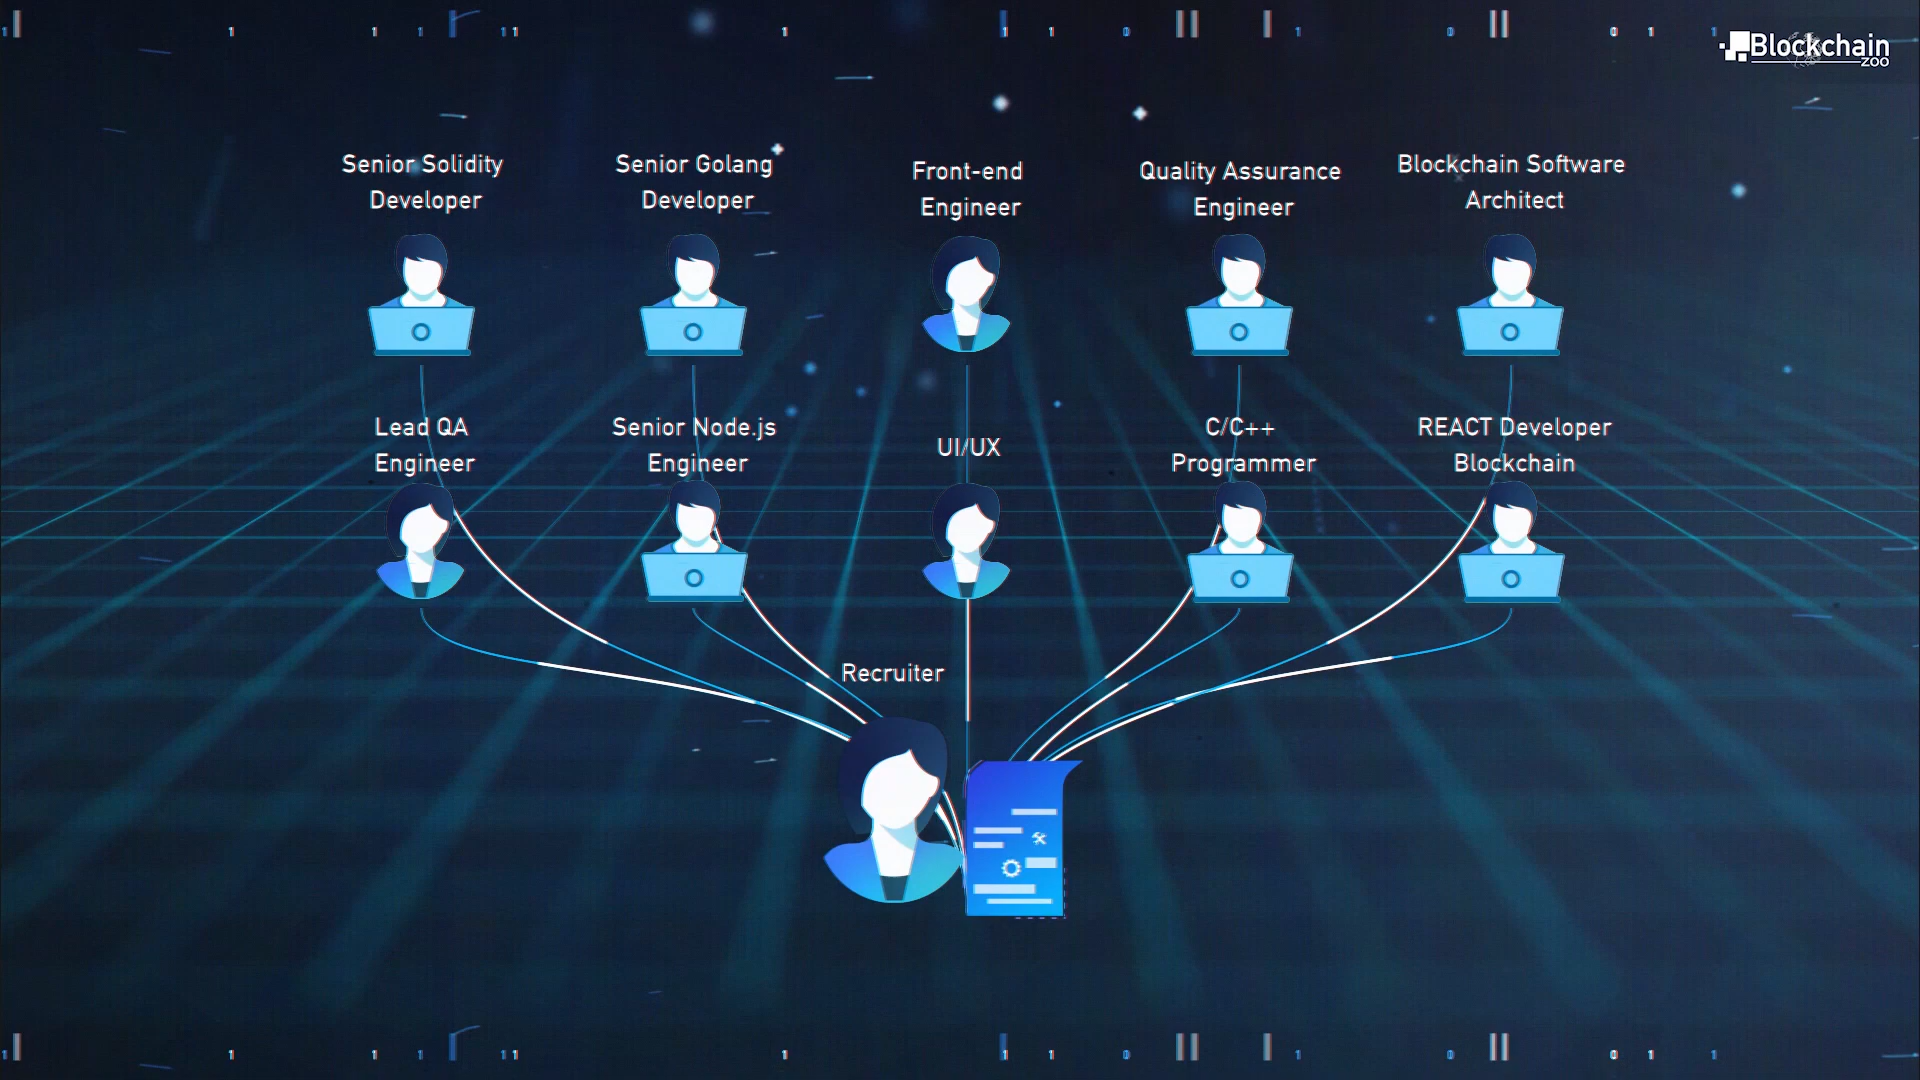 Blockchain
ZOO
Senior Solidity
Developer
Senior Golang
Developer
Front-end
Engineer
Quality Assurance
Engineer
Blockchain Software
Architect
Lead QA
Engineer
Senior Node.js
Engineer
UI/UX
C/C++
Programmer
REACT Developer
Blockchain
Recruiter